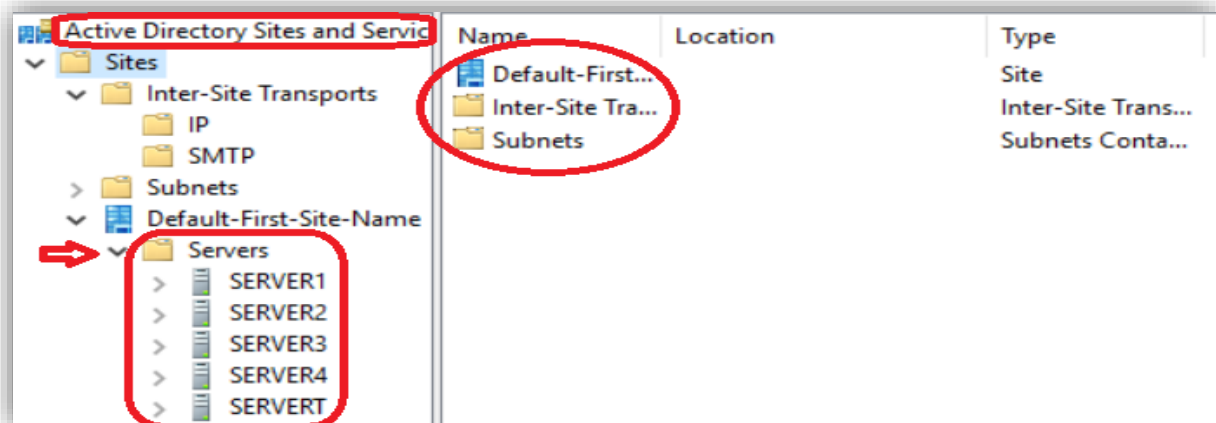 Active Directory Sites and Servic
Sites
Inter-Site Transports
IP
SMTP
Subnets
Default-First-Site-Name
Servers
SERVER1
SERVER2
SERVER3
SERVER4
SERVERT
Name Location Type
Default-First... Site
Inter-Site Tra... Inter-Site Trans...
Subnets Subnets Conta...